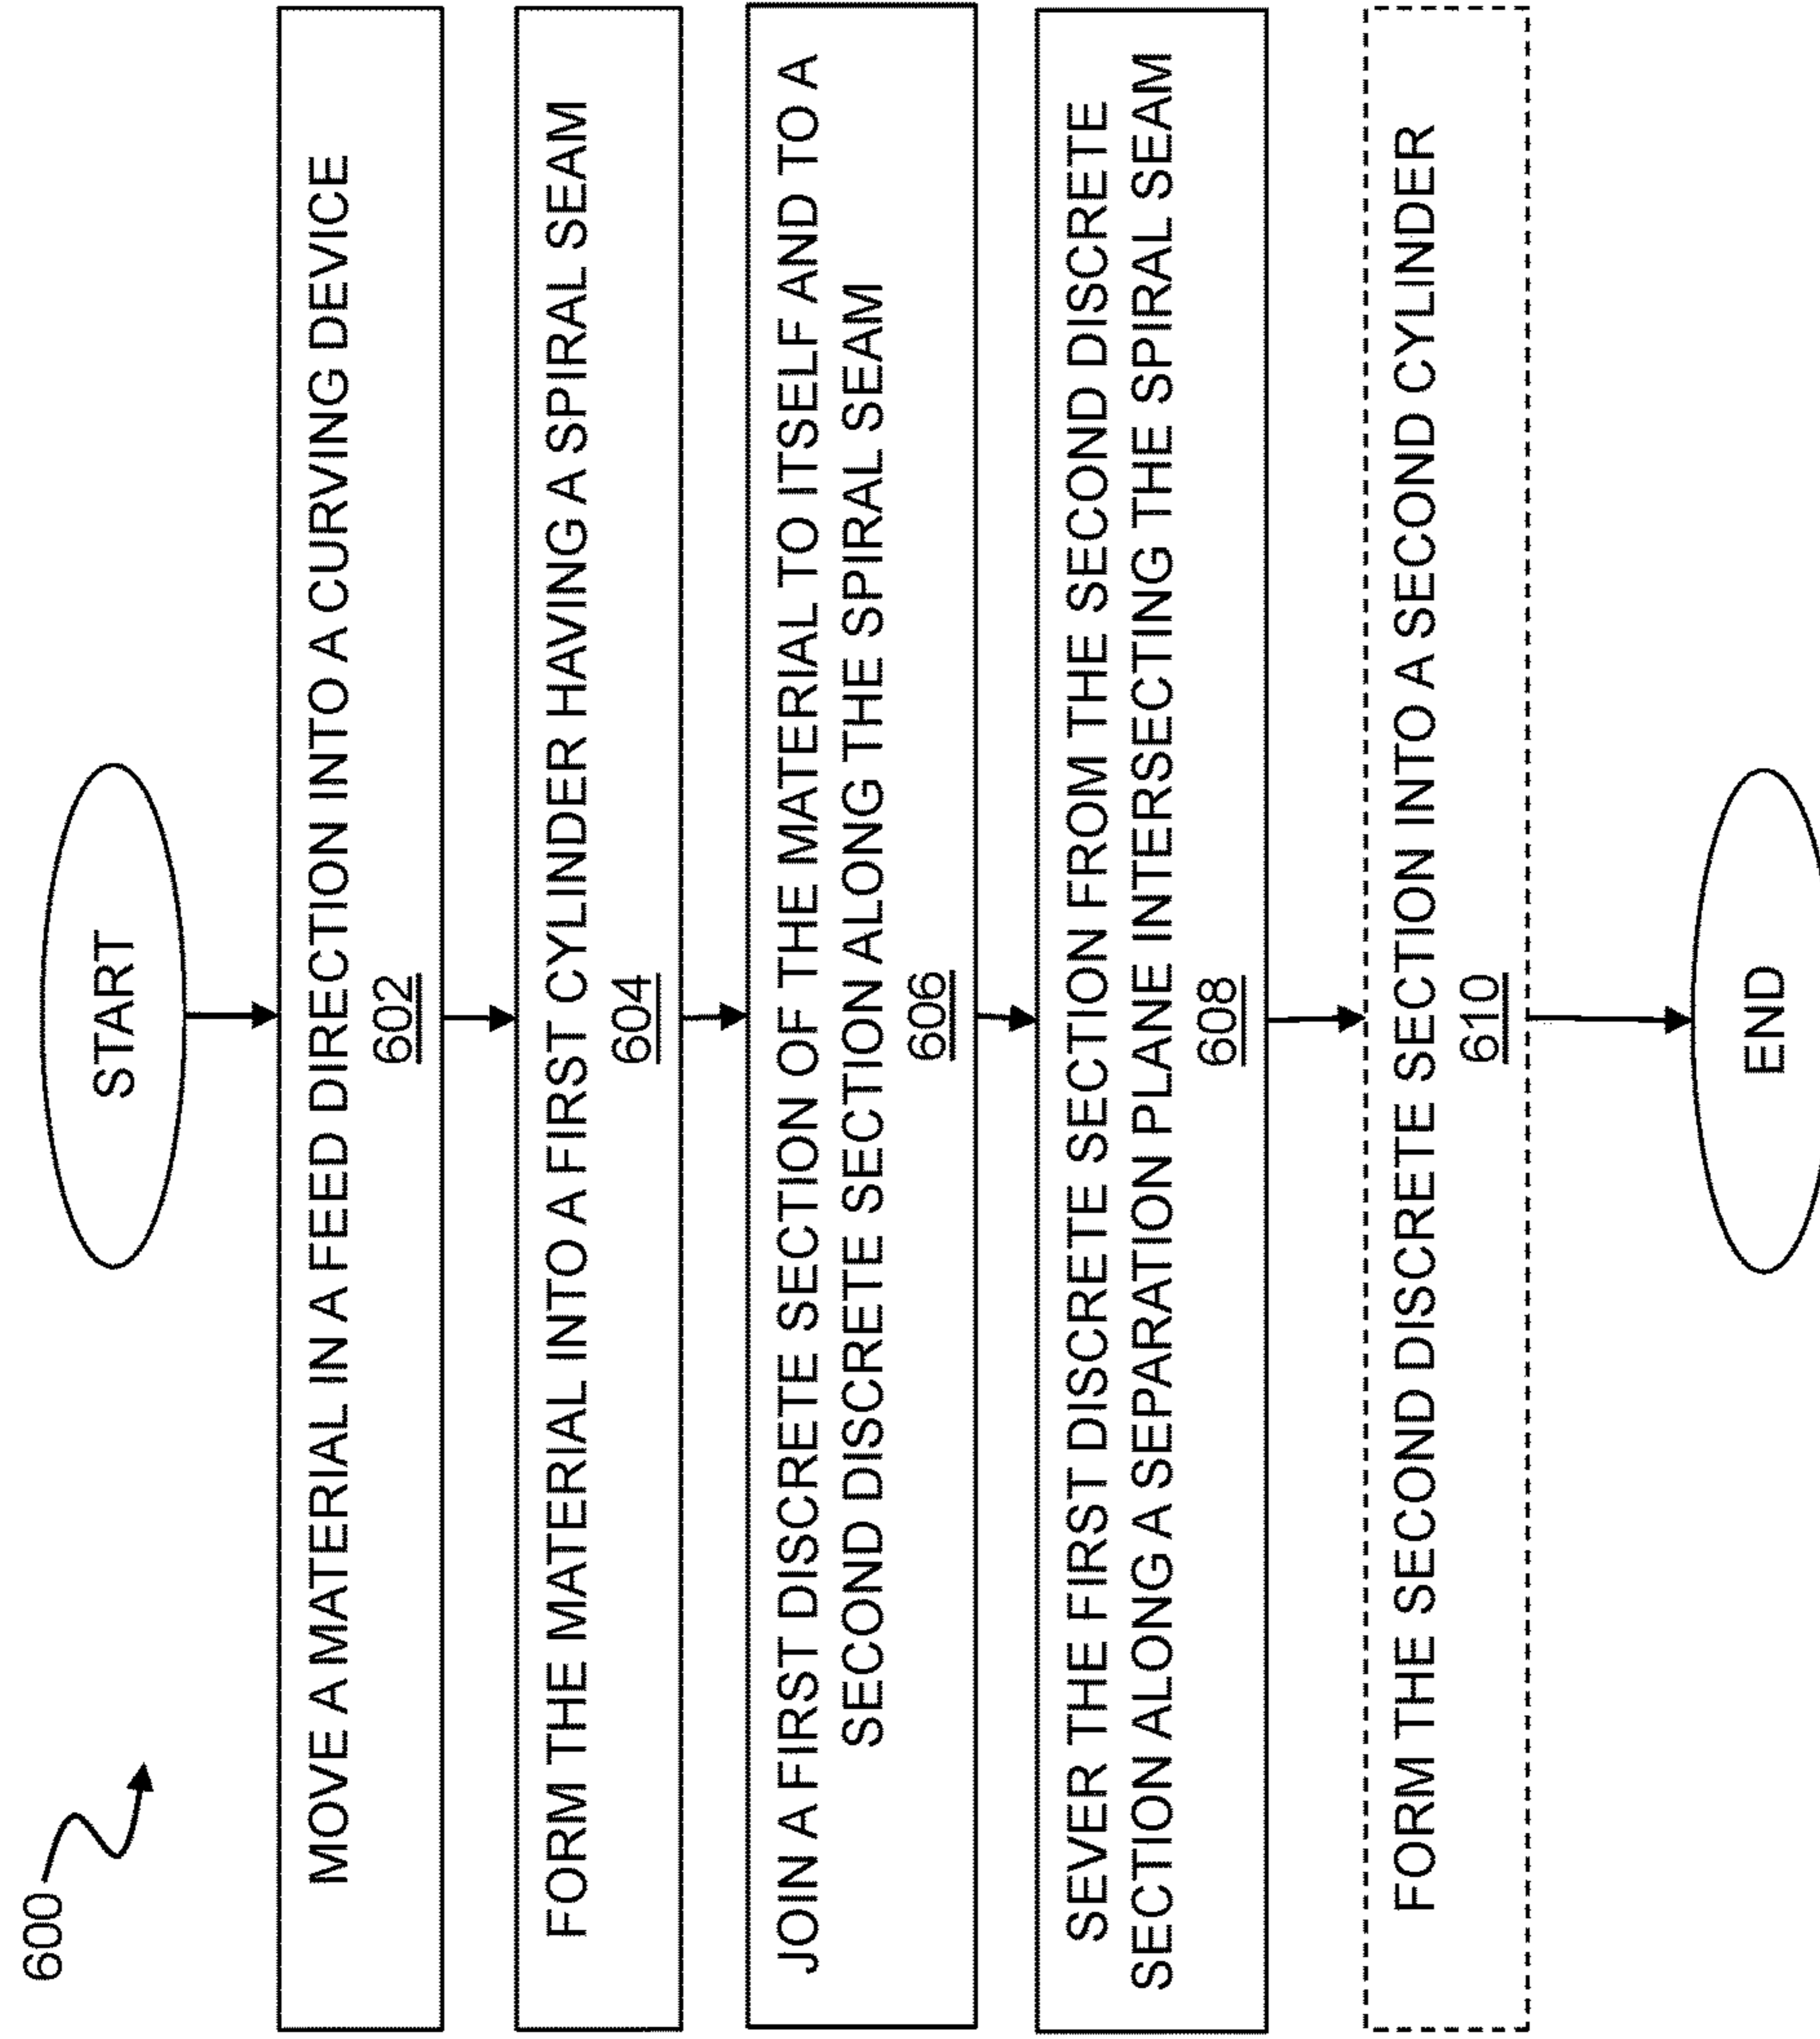 600
START
MOVE A MATERIAL IN A FEED DIRECTION INTO A CURVING DEVICE
602
FORM THE MATERIAL INTO A FIRST CYLINDER HAVING A SPIRAL SEAM
604
JOIN A FIRST DISCRETE SECTION OF THE MATERIAL TO ITSELF AND TO A
SECOND DISCRETE SECTION ALONG THE SPIRAL SEAM
606
SEVER THE FIRST DISCRETE SECTION FROM THE SECOND DISCRETE
SECTION ALONG A SEPARATION PLANE INTERSECTING THE SPIRAL SEAM
608
FORM THE SECOND DISCRETE SECTION INTO A SECOND CYLINDER
610
END